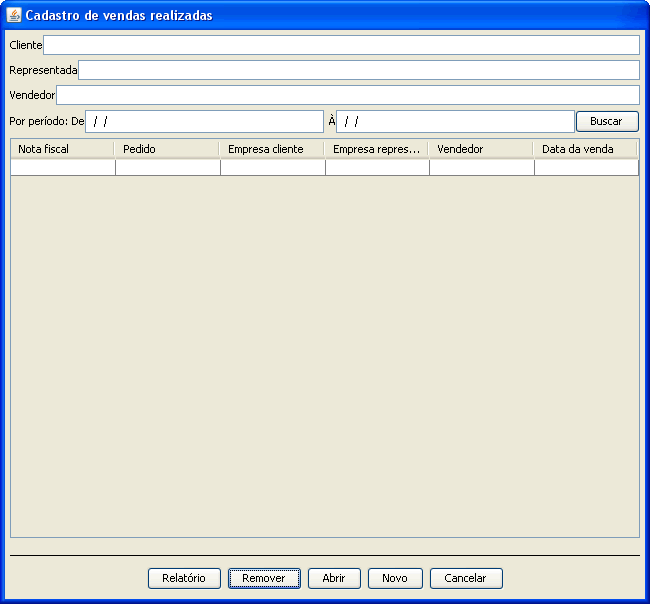 Cadastro de vendas realizadas
Cliente
Representada
Vendedor
Por período: De / / À / / Buscar
Nota fiscal Pedido Empresa cliente Empresa repres... Vendedor Data da venda
Relatório Remover Abrir Novo Cancelar